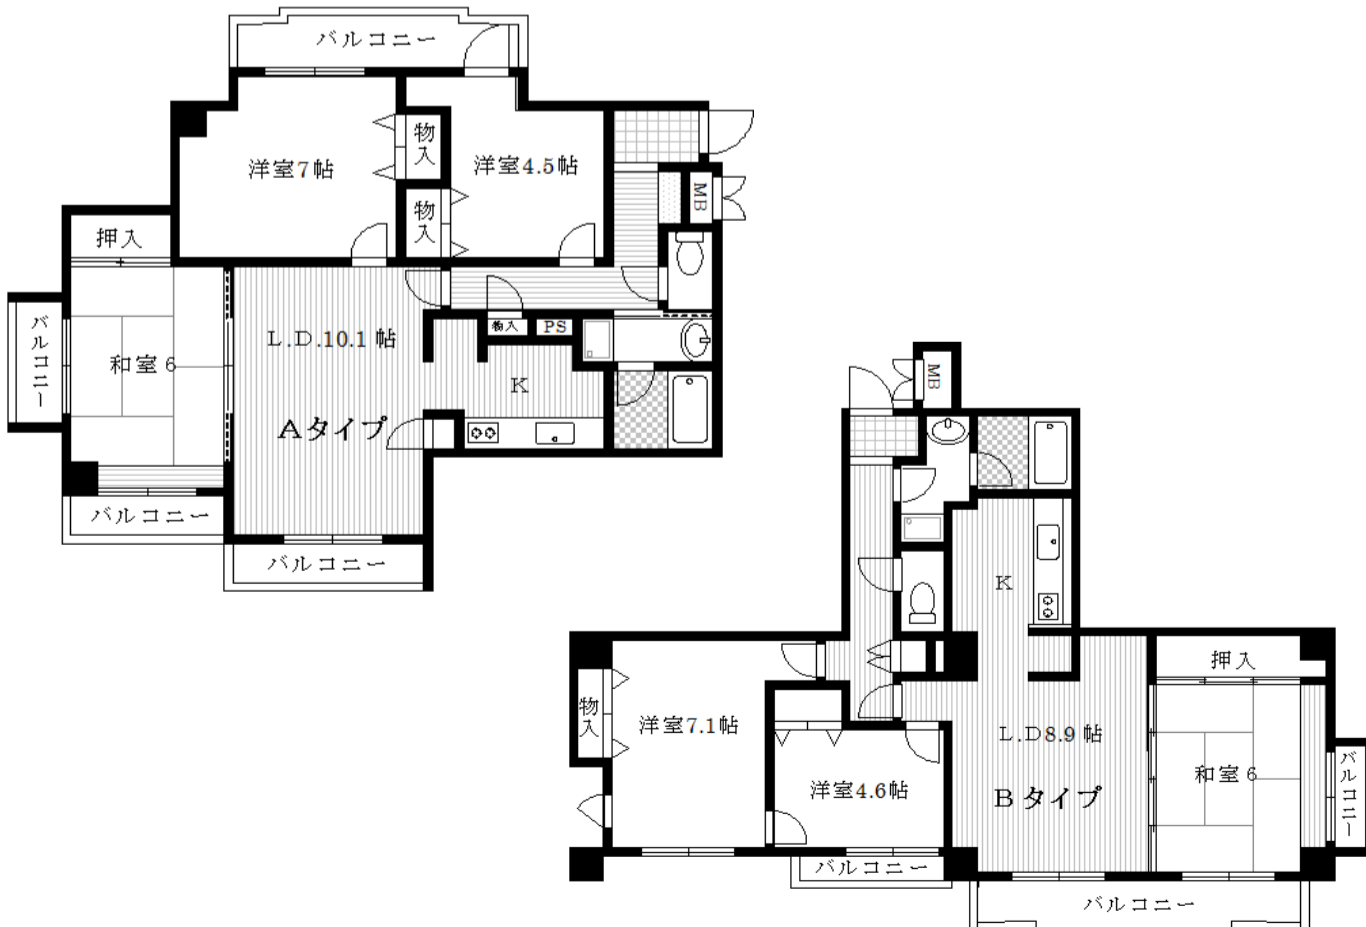 バルコニー
物入
洋室7帖
洋室4.5帖
物入
MB
押入
バルコニー
L.D.10.1 帖
物入
PS
和室 6
K
Aタイプ
バルコニー
バルコニー
MB
K
押入
物入
洋室7.1帖
L.D8.9 帖
和室 6
バルコニー
洋室4.6帖
Bタイプ
バルコニー
バルコニー